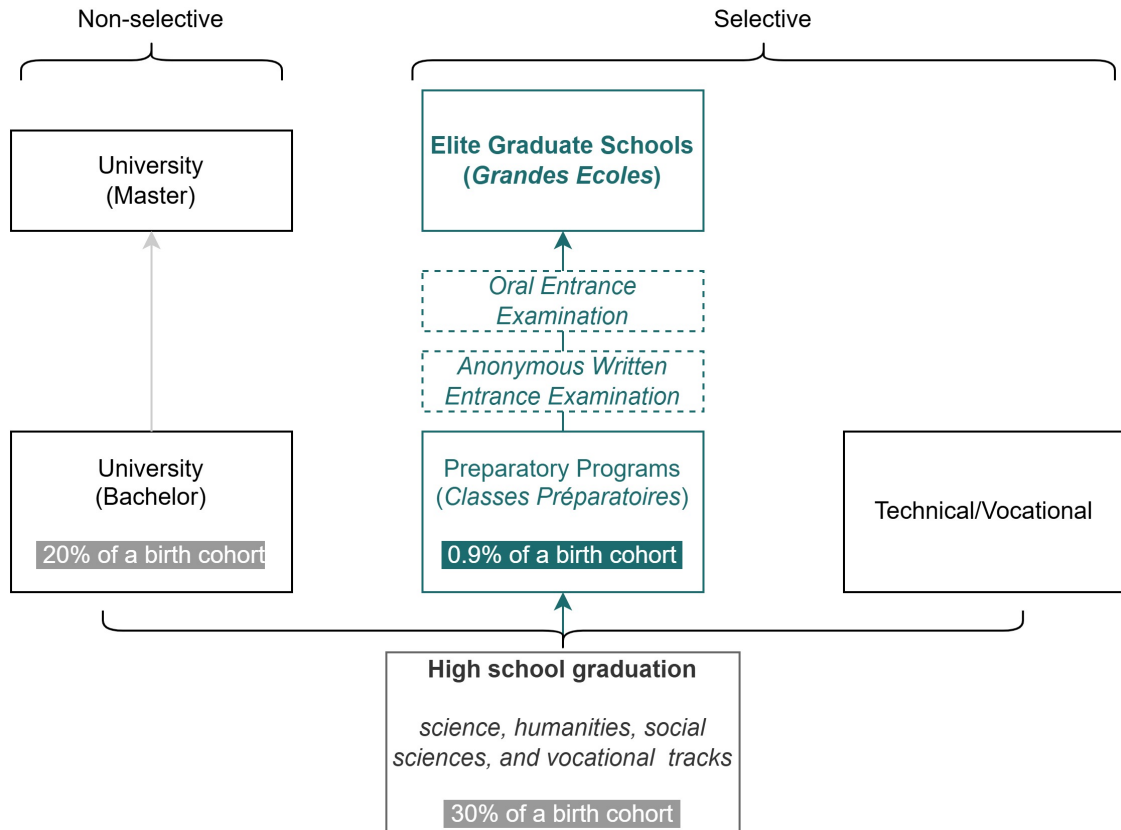 Non-selective
Selective
University
(Master)
Elite Graduate Schools
(Grandes Ecoles)
Oral Entrance
Examination
Anonymous Written
Entrance Examination
University
(Bachelor)
20% of a birth cohort
Preparatory Programs
(Classes Préparatoires)
0.9% of a birth cohort
Technical/Vocational
High school graduation
science, humanities, social
sciences, and vocational tracks
30% of a birth cohort